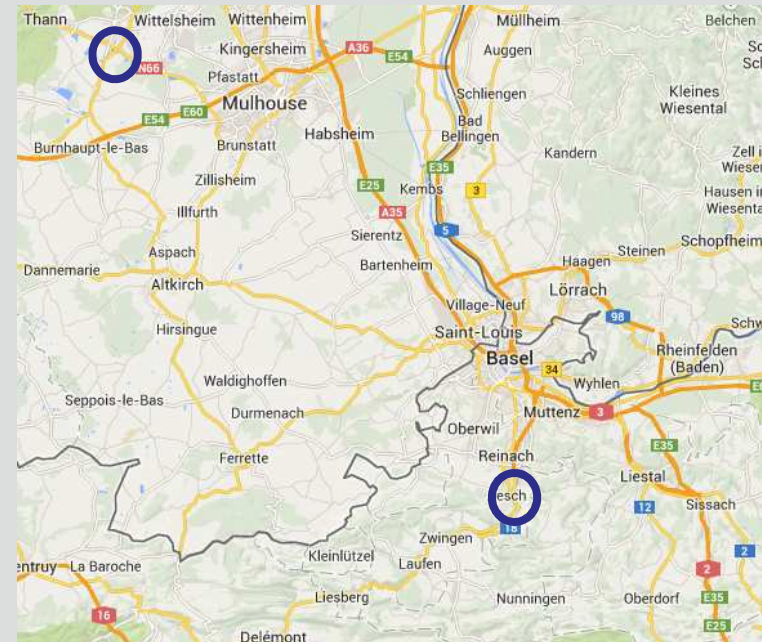 Thann
Wittelsheim
Wittenheim
Müllheim
Belchen
Kingersheim
A36
E54
Auggen
N66
Pfastatt
Schliengen
Kleines
Wiesental
Mulhouse
E54
E60
Bad
Bellingen
Habsheim
Burnhaupt-le-Bas
Brunstatt
Kandern
Zell i
Wiesen
E35
Zillisheim
E25
Kembs
3
Hausen in
Wiesenta
Illfurth
A35
Sierentz
5
Schopfheim
Aspach
Steinen
Haagen
Dannemarie
Bartenheim
Altkirch
Lörrach
Village-Neuf
98
Hirsingue
Saint-Louis
Schw
Basel
Rheinfelden
(Baden)
34
Waldighoffen
Wyhlen
Seppois-le-Bas
Durmenach
Muttenz
3
Oberwil
E35
Ferrette
Reinach
Liestal
esch
12
Sissach
18
Zwingen
Kleinlützel
2
entruy
La Baroche
Laufen
2
Liesberg
Nunningen
Oberdorf
E35
16
E25
Delémont